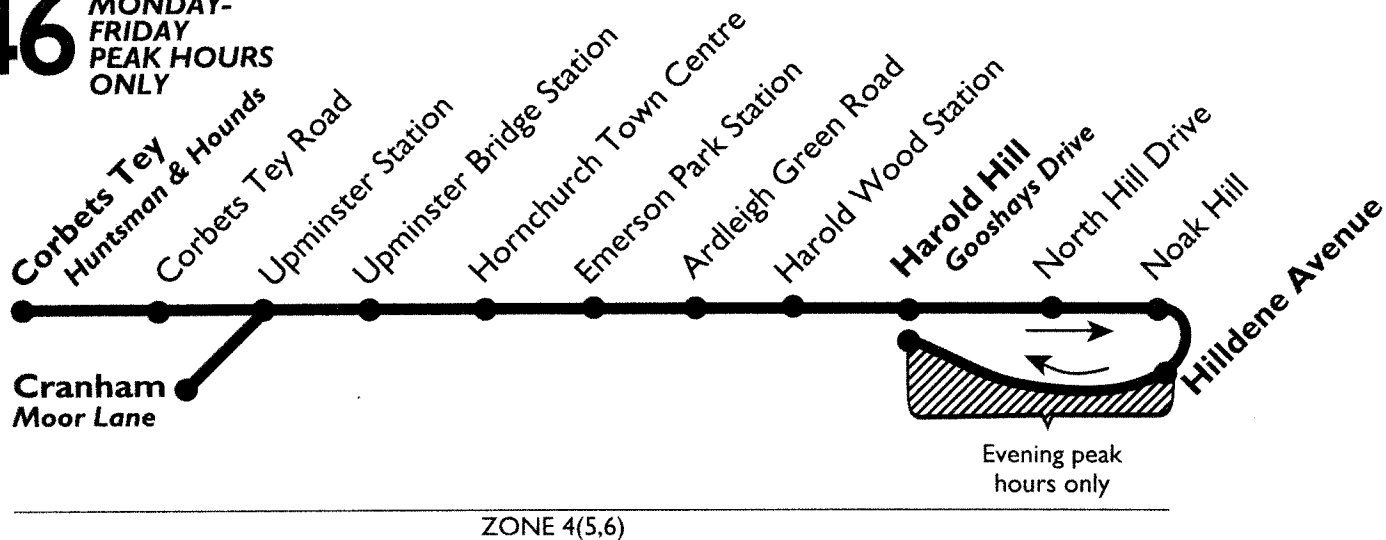 46
MONDAY-
FRIDAY
PEAK HOURS
ONLY
Corbets Tey
Huntsman & Hounds
Corbets Tey Road
Upminster Station
Upminster Bridge Station
Hornchurch Town Centre
Emerson Park Station
Ardleigh Green Road
Harold Wood Station
Harold Hill
Gooshays Drive
North Hill Drive
Noak Hill
Hilldene Avenue
Cranham
Moor Lane
Evening peak
hours only
ZONE 4(5,6)